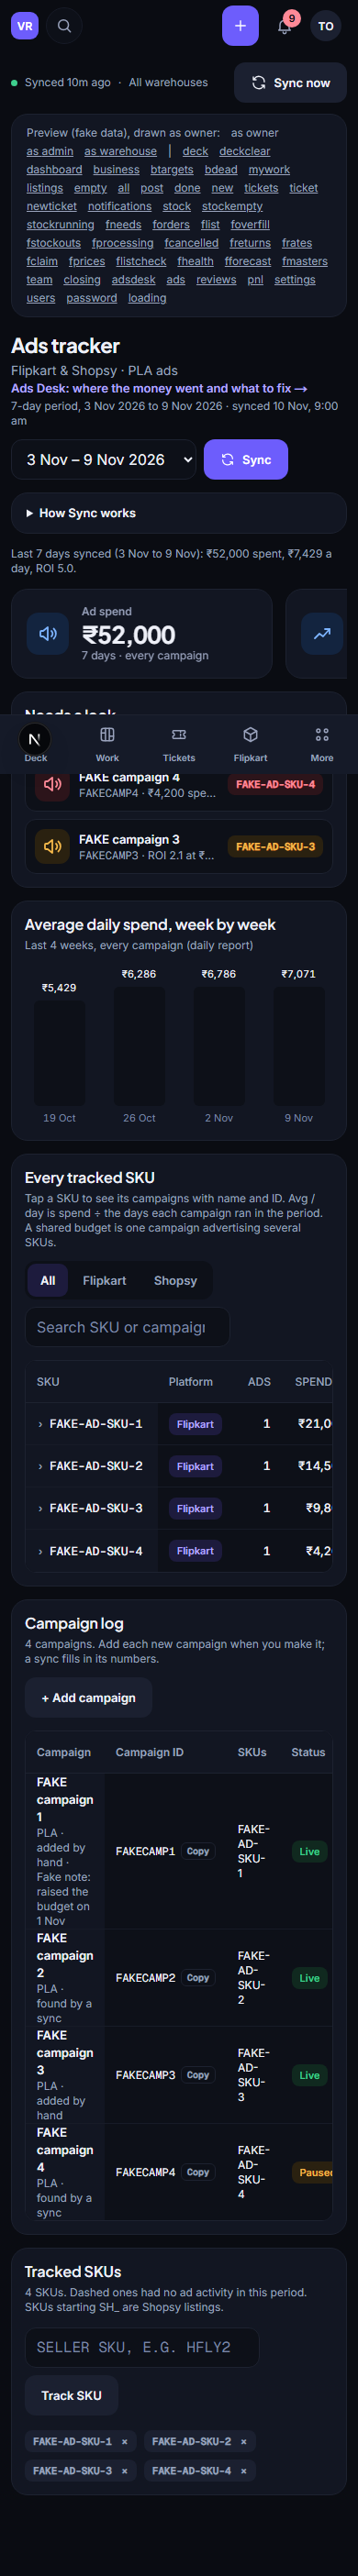 VR
+
9
TO
Synced 10m ago · All warehouses
Sync now
Preview (fake data), drawn as owner: as owner
as admin as warehouse | deck deckclear
dashboard business btargets bdead mywork
listings empty all post done new tickets ticket
newticket notifications stock stockempty
stockrunning fneeds forders flist foverfill
fstockouts fprocessing fcancelled freturns frates
fclaim fprices flistcheck fhealth fforecast fmasters
team closing adsdesk ads reviews pnl settings
users password loading
Ads tracker
Flipkart & Shopsy · PLA ads
Ads Desk: where the money went and what to fix →
7-day period, 3 Nov 2026 to 9 Nov 2026 · synced 10 Nov, 9:00
am
3 Nov – 9 Nov 2026
Sync
▶ How Sync works
Last 7 days synced (3 Nov to 9 Nov): ₹52,000 spent, ₹7,429 a
day, ROI 5.0.
Ad spend
₹52,000
7 days · every campaign
N
Deck
Work
Tickets
Flipkart
More
FAKE campaign 4
FAKECAMP4 · ₹4,200 spe...
FAKE-AD-SKU-4
FAKE campaign 3
FAKECAMP3 · ROI 2.1 at ₹...
FAKE-AD-SKU-3
Average daily spend, week by week
Last 4 weeks, every campaign (daily report)
₹5,429
₹6,286
₹6,786
₹7,071
19 Oct
26 Oct
2 Nov
9 Nov
Every tracked SKU
Tap a SKU to see its campaigns with name and ID. Avg /
day is spend ÷ the days each campaign ran in the period.
A shared budget is one campaign advertising several
SKUs.
All
Flipkart
Shopsy
Search SKU or campaign
SKU Platform ADS SPEND
› FAKE-AD-SKU-1 Flipkart 1 ₹21,0
› FAKE-AD-SKU-2 Flipkart 1 ₹14,5
› FAKE-AD-SKU-3 Flipkart 1 ₹9,8
› FAKE-AD-SKU-4 Flipkart 1 ₹4,2
Campaign log
4 campaigns. Add each new campaign when you make it;
a sync fills in its numbers.
+ Add campaign
Campaign Campaign ID SKUs Status
FAKE
campaign
1
PLA ·
added by
hand ·
Fake note:
raised the
budget on
1 Nov
FAKECAMP1 Copy
FAKE-
AD-
SKU-
1
Live
FAKE
campaign
2
PLA ·
found by a
sync
FAKECAMP2 Copy
FAKE-
AD-
SKU-
2
Live
FAKE
campaign
3
PLA ·
added by
hand
FAKECAMP3 Copy
FAKE-
AD-
SKU-
3
Live
FAKE
campaign
4
PLA ·
found by a
sync
FAKECAMP4 Copy
FAKE-
AD-
SKU-
4
Paused
Tracked SKUs
4 SKUs. Dashed ones had no ad activity in this period.
SKUs starting SH_ are Shopsy listings.
SELLER SKU, E.G. HFLY2
Track SKU
FAKE-AD-SKU-1 × FAKE-AD-SKU-2 ×
FAKE-AD-SKU-3 × FAKE-AD-SKU-4 ×